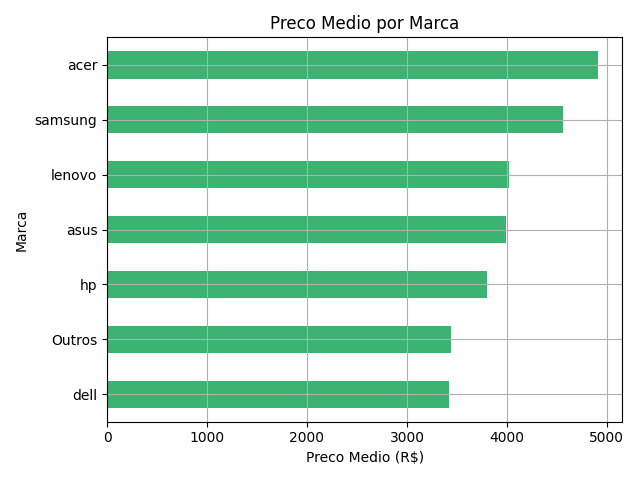 Preco Medio por Marca
acer
samsung
lenovo
asus
hp
Outros
dell
Marca
0 1000 2000 3000 4000 5000
Preco Medio (R$)